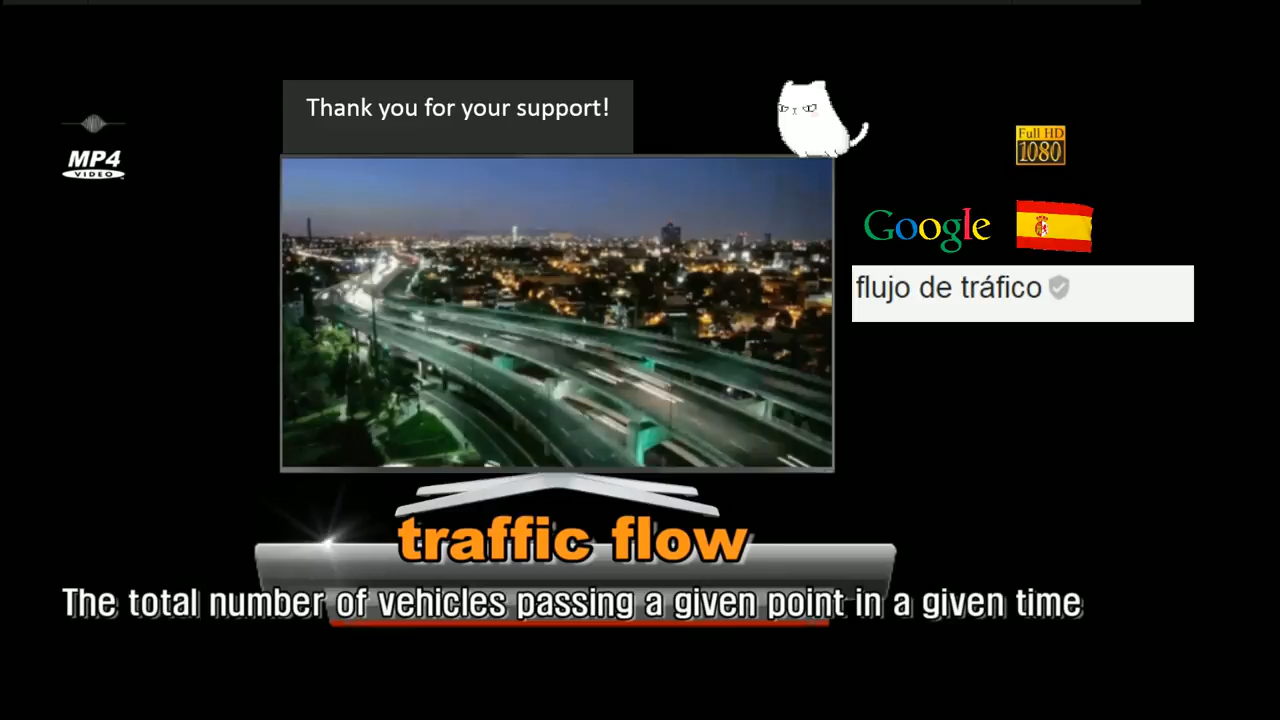 Thank you for your support!
MP4
VIDEO
Full HD
1080
Google
flujo de tráfico
traffic flow
The total number of vehicles passing a given point in a given time